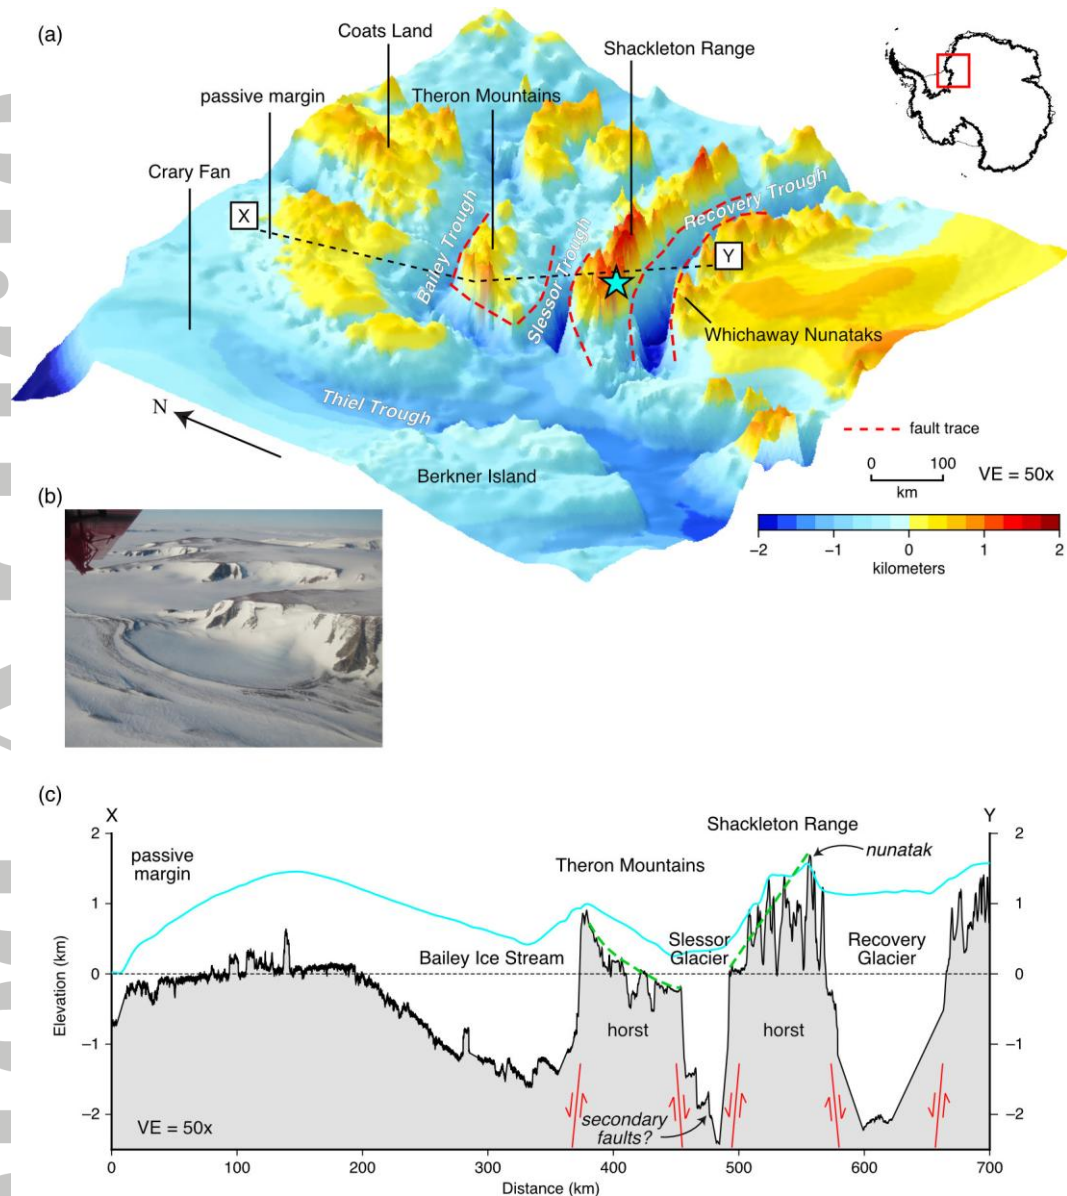 (a)
Coats Land
Shackleton Range
passive margin
Theron Mountains
Crary Fan
X
Bailey Trough
Slessor Trough
Recovery Trough
Y
Whichaway Nunataks
N
Thiel Trough
fault trace
Berkner Island
0 100
km
VE = 50x
−2 −1 0 1 2
kilometers
(b)
(c)
X
Y
Shackleton Range
passive
margin
nunatak
Theron Mountains
Bailey Ice Stream
Slessor
Glacier
Recovery
Glacier
horst
horst
secondary
faults?
VE = 50x
Elevation (km)
2
1
0
−1
−2
2
1
0
−1
−2
0 100 200 300 400 500 600 700
Distance (km)